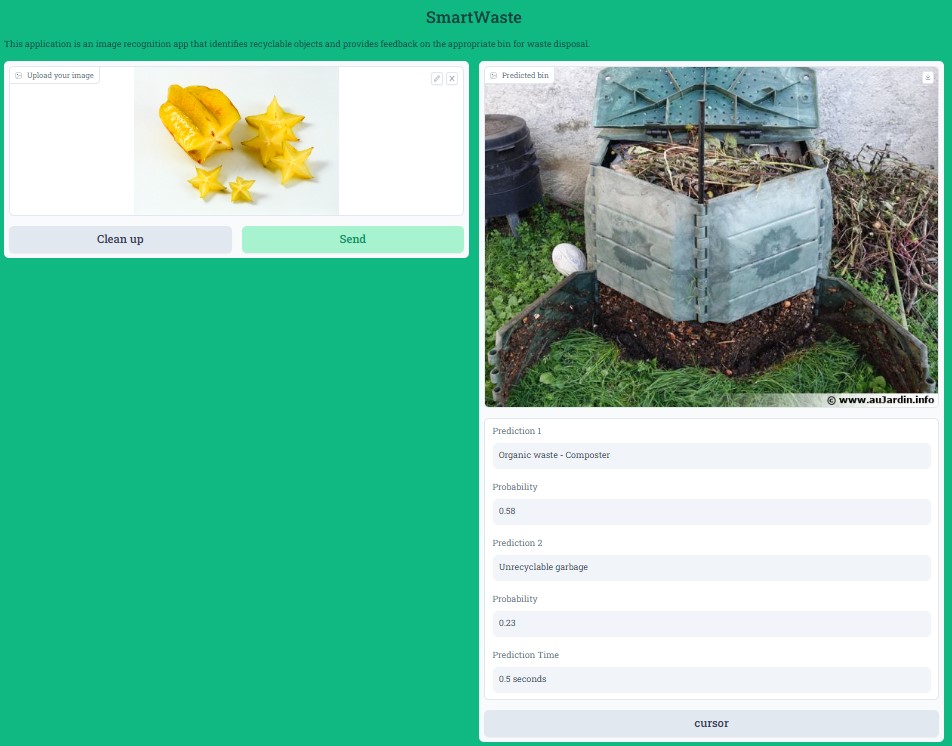 SmartWaste
This application is an image recognition app that identifies recyclable objects and provides feedback on the appropriate bin for waste disposal.
Upload your image
Clean up
Send
Predicted bin
© www.auJardin.info
Prediction 1
Organic waste - Composter
Probability
0.58
Prediction 2
Unrecyclable garbage
Probability
0.23
Prediction Time
0.5 seconds
cursor